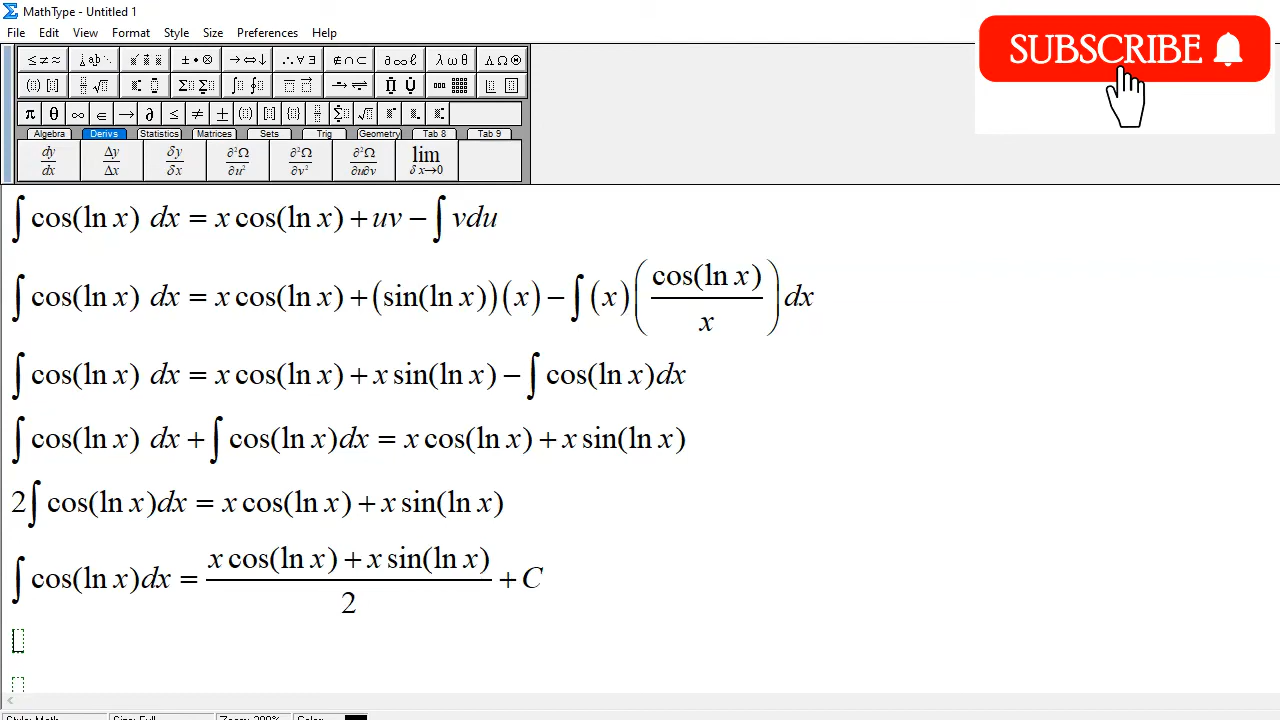 MathType - Untitled 1
File Edit View Format Style Size Preferences Help
SUBSCRIBE
≤≠≈ ±•⊗ →⇔↓ ∴∀∃ ∉∩⊂ ∂∞ℓ λωθ ΛΩ⊗
π θ ∞ ∈ → ∂ ≤ ≠ ±
Algebra Derivs Statistics Matrices Sets Trig Geometry Tab 8 Tab 9
dy/dx Δy/Δx δy/δx ∂²Ω/∂u² ∂²Ω/∂v² ∂²Ω/∂u∂v lim δx→0
∫cos(ln x) dx = x cos(ln x) + uv − ∫vdu
∫cos(ln x) dx = x cos(ln x) + (sin(ln x))(x) − ∫(x)(cos(ln x)/x)dx
∫cos(ln x) dx = x cos(ln x) + x sin(ln x) − ∫cos(ln x)dx
∫cos(ln x) dx + ∫cos(ln x)dx = x cos(ln x) + x sin(ln x)
2∫cos(ln x)dx = x cos(ln x) + x sin(ln x)
∫cos(ln x)dx = (x cos(ln x) + x sin(ln x))/2 + C